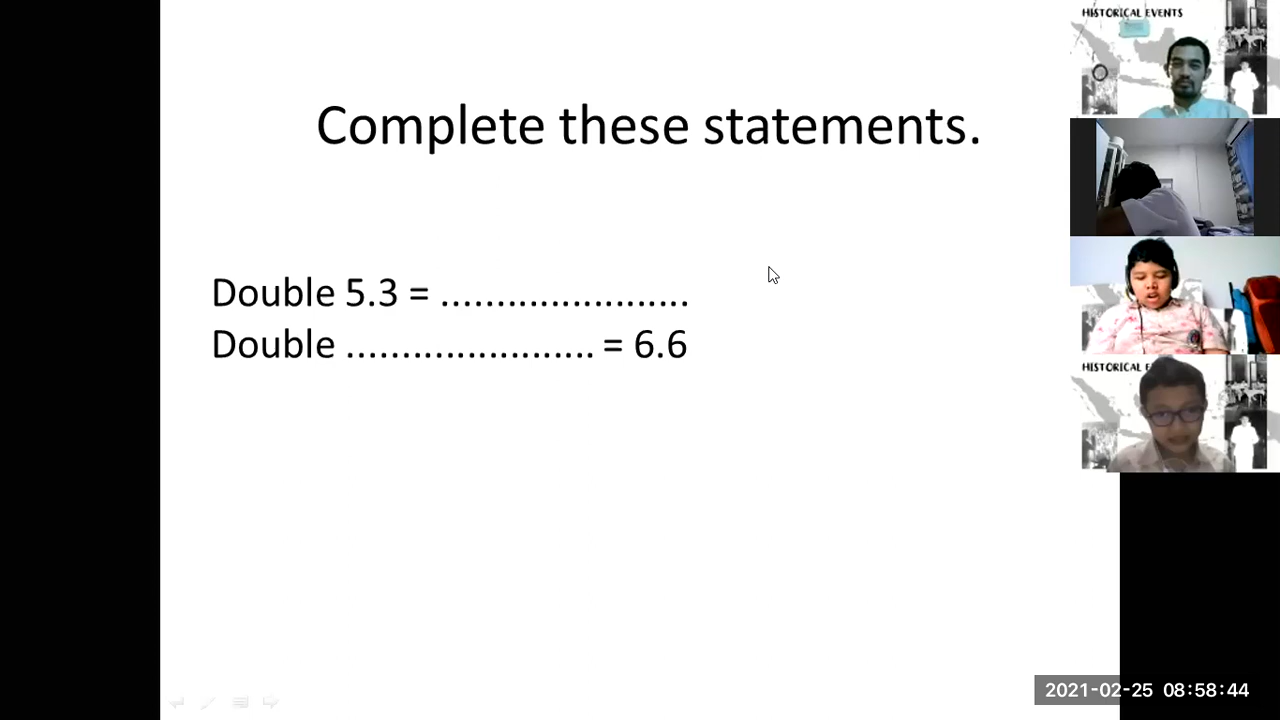 HISTORICAL EVENTS
Complete these statements.
Double 5.3 = ......................
Double ...................... = 6.6
HISTORICAL E
2021-02-25 08:58:44